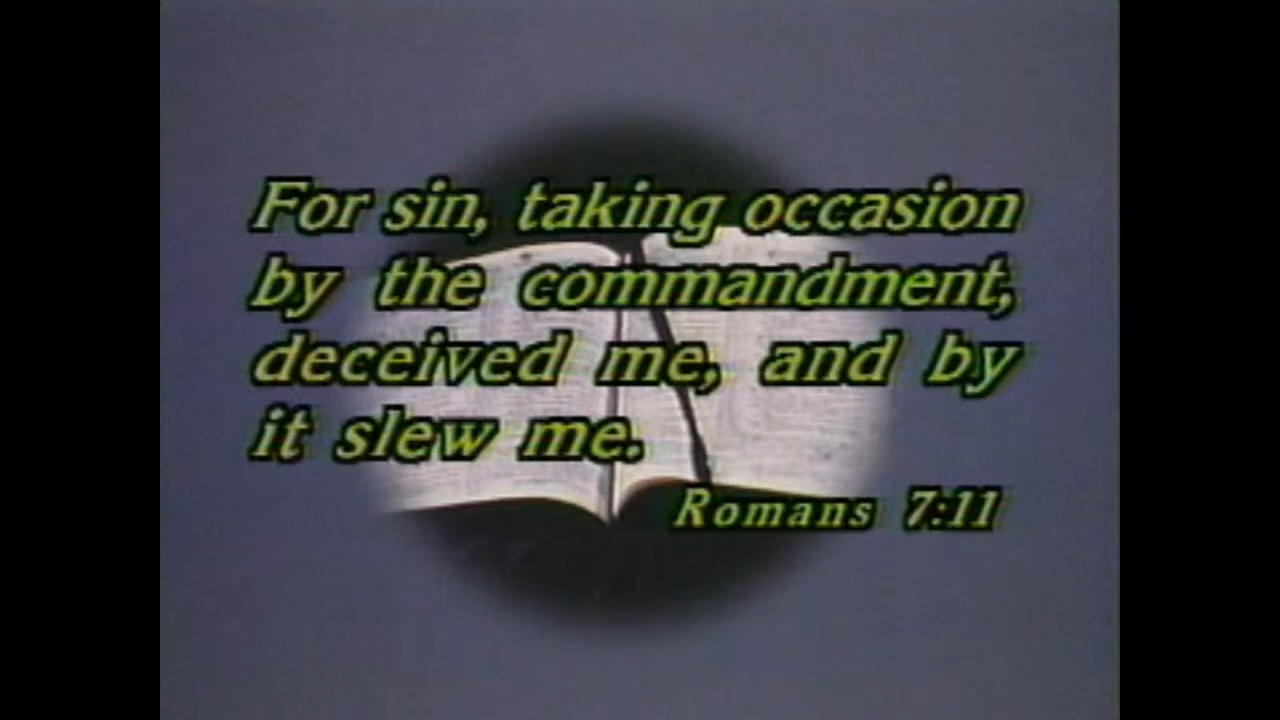 For sin, taking occasion
by the commandment,
deceived me, and by
it slew me.
Romans 7:11